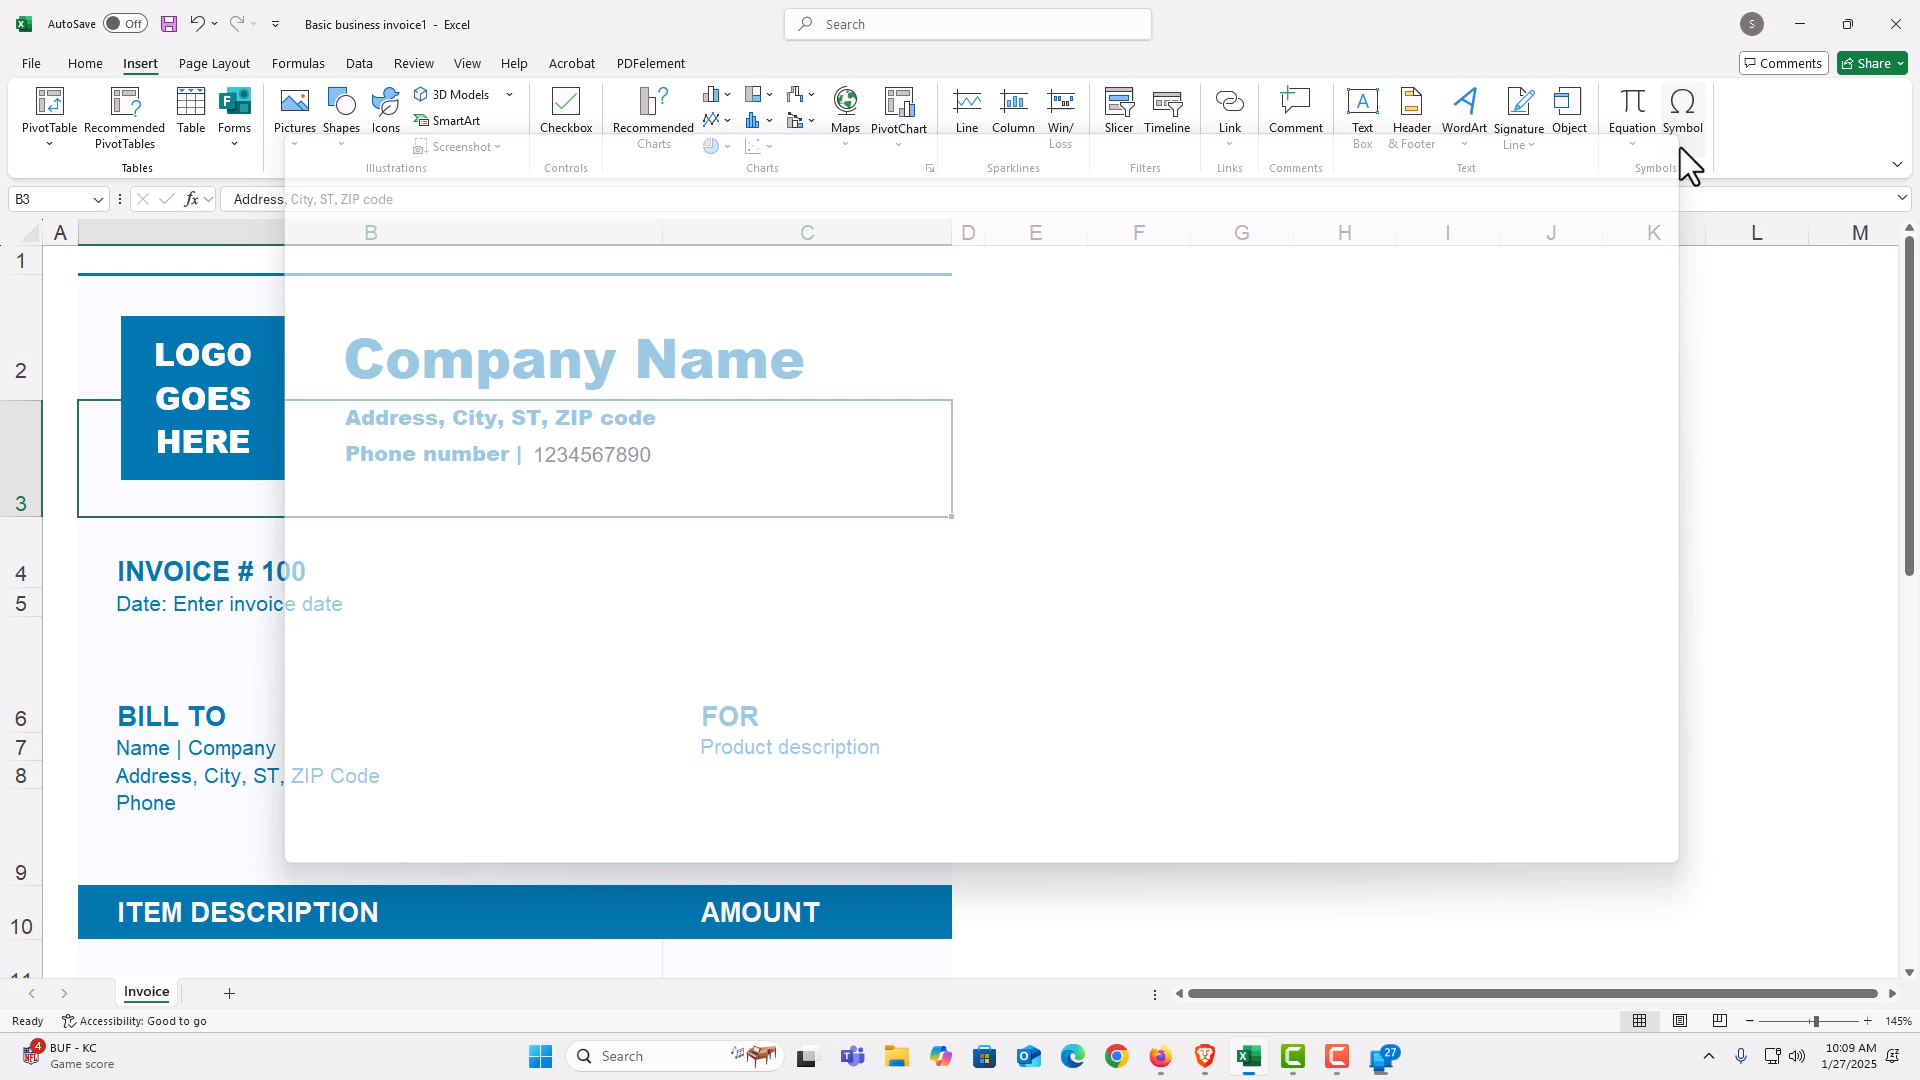 AutoSave Off Basic business invoice1 - Excel Search S
File Home Insert Page Layout Formulas Data Review View Help Acrobat PDFelement Comments Share
PivotTable
Recommended
PivotTables
Table
Forms
Tables
Pictures
Shapes
Icons
3D Models
SmartArt
Screenshot
Illustrations
Checkbox
Controls
Recommended
Charts
Maps
PivotChart
Charts
Line
Column
Win/
Loss
Sparklines
Slicer
Timeline
Filters
Link
Links
Comment
Comments
Text
Box
Header
& Footer
WordArt
Signature
Line
Object
Text
Equation
Symbol
Symbols
B3 fx Address, City, ST, ZIP code
A B C D E F G H I J K L M
1
2
3
4
5
6
7
8
9
10
11
LOGO
GOES
HERE
Company Name
Address, City, ST, ZIP code
Phone number | 1234567890
INVOICE # 100
Date: Enter invoice date
BILL TO FOR
Name | Company Product description
Address, City, ST, ZIP Code
Phone
ITEM DESCRIPTION AMOUNT
Invoice
Ready Accessibility: Good to go 145%
4 BUF - KC
Game score
Search
27
10:09 AM
1/27/2025